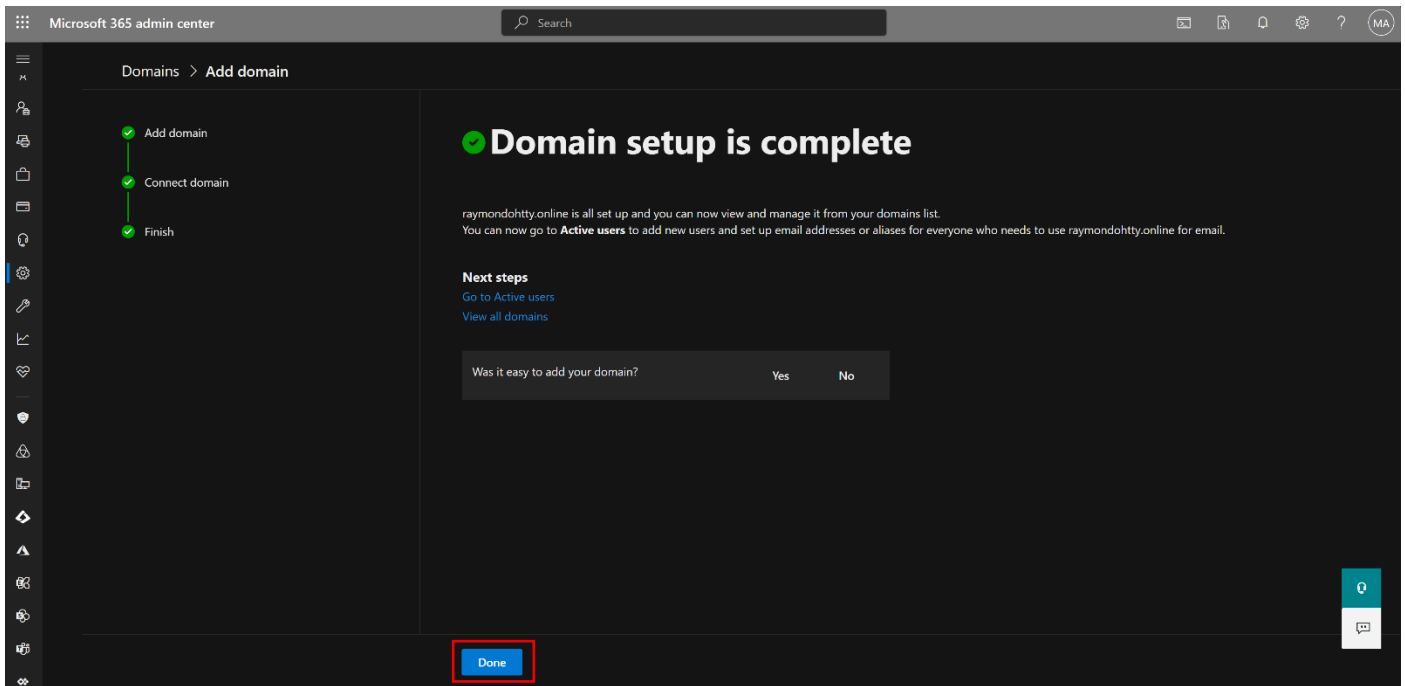 Microsoft 365 admin center
Search
?
MA
Domains > Add domain
Add domain
Connect domain
Finish
Domain setup is complete
raymondohtty.online is all set up and you can now view and manage it from your domains list.
You can now go to Active users to add new users and set up email addresses or aliases for everyone who needs to use raymondohtty.online for email.
Next steps
Go to Active users
View all domains
Was it easy to add your domain?
Yes No
Done